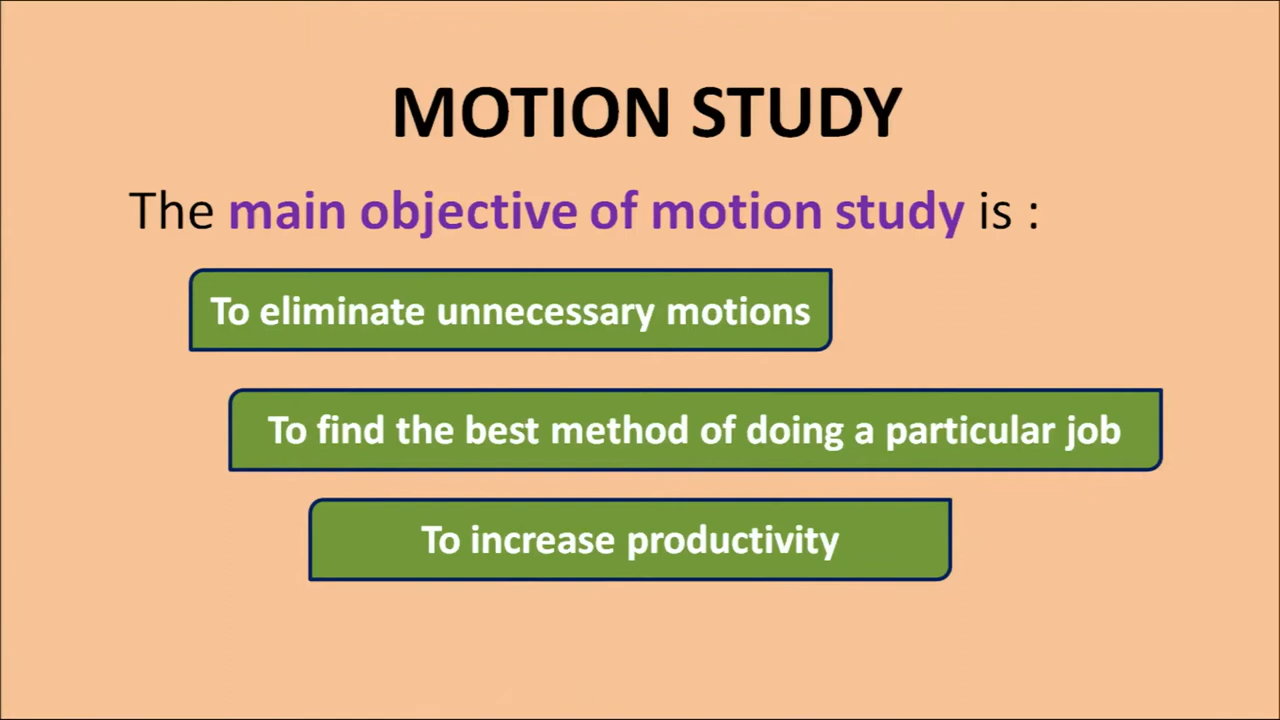 MOTION STUDY
The main objective of motion study is :
To eliminate unnecessary motions
To find the best method of doing a particular job
To increase productivity